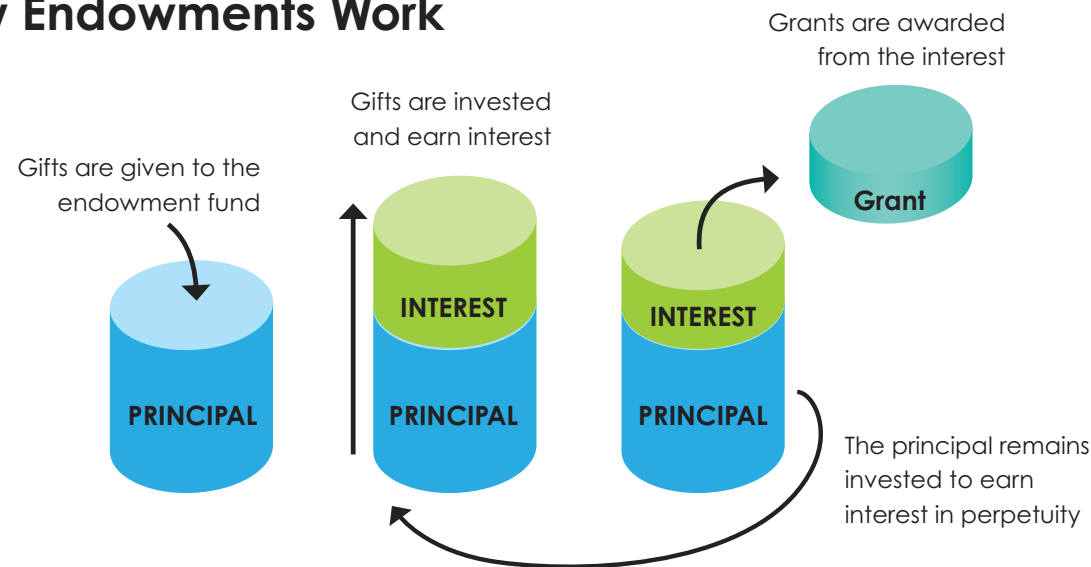 Endowments Work
Gifts are given to the
endowment fund
PRINCIPAL
Gifts are invested
and earn interest
INTEREST
PRINCIPAL
INTEREST
PRINCIPAL
Grants are awarded
from the interest
Grant
The principal remains
invested to earn
interest in perpetuity